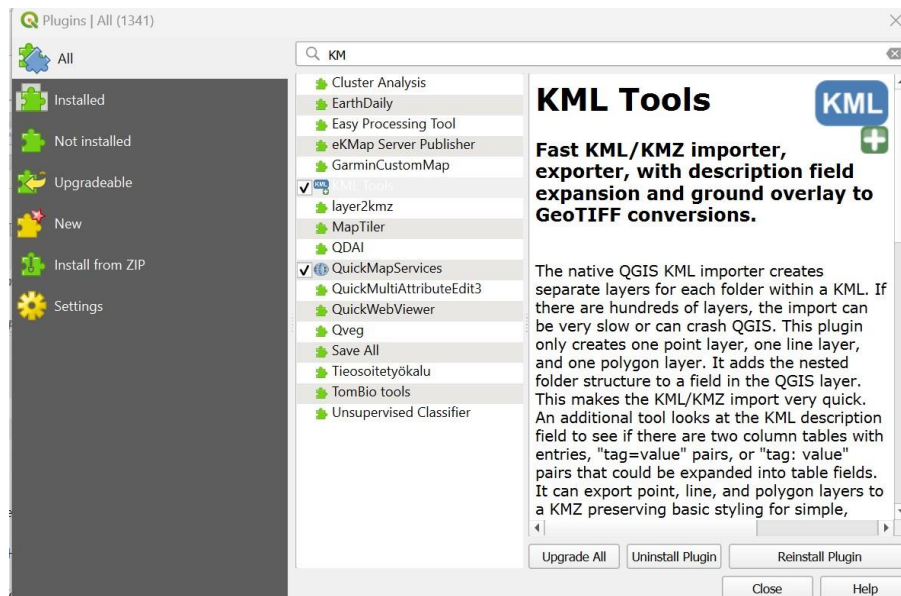 Plugins | All (1341)
All
Installed
Not installed
Upgradeable
New
Install from ZIP
Settings
KM
Cluster Analysis
EarthDaily
Easy Processing Tool
eKMap Server Publisher
GarminCustomMap
KML Tools
layer2kmz
MapTiler
QDAI
QuickMapServices
QuickMultiAttributeEdit3
QuickWebViewer
Qveg
Save All
Tieosoitetyökalu
TomBio tools
Unsupervised Classifier
KML Tools
KML
Fast KML/KMZ importer,
exporter, with description field
expansion and ground overlay to
GeoTIFF conversions.
The native QGIS KML importer creates
separate layers for each folder within a KML. If
there are hundreds of layers, the import can
be very slow or can crash QGIS. This plugin
only creates one point layer, one line layer,
and one polygon layer. It adds the nested
folder structure to a field in the QGIS layer.
This makes the KML/KMZ import very quick.
An additional tool looks at the KML description
field to see if there are two column tables with
entries, "tag=value" pairs, or "tag: value"
pairs that could be expanded into table fields.
It can export point, line, and polygon layers to
a KMZ preserving basic styling for simple,
Upgrade All
Uninstall Plugin
Reinstall Plugin
Close
Help